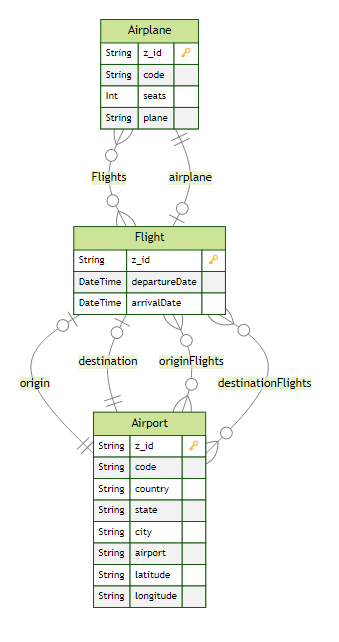 Airplane
String z_id
String code
Int seats
String plane
Flights airplane
Flight
String z_id
DateTime departureDate
DateTime arrivalDate
destination originFlights
origin destinationFlights
Airport
String z_id
String code
String country
String state
String city
String airport
String latitude
String longitude